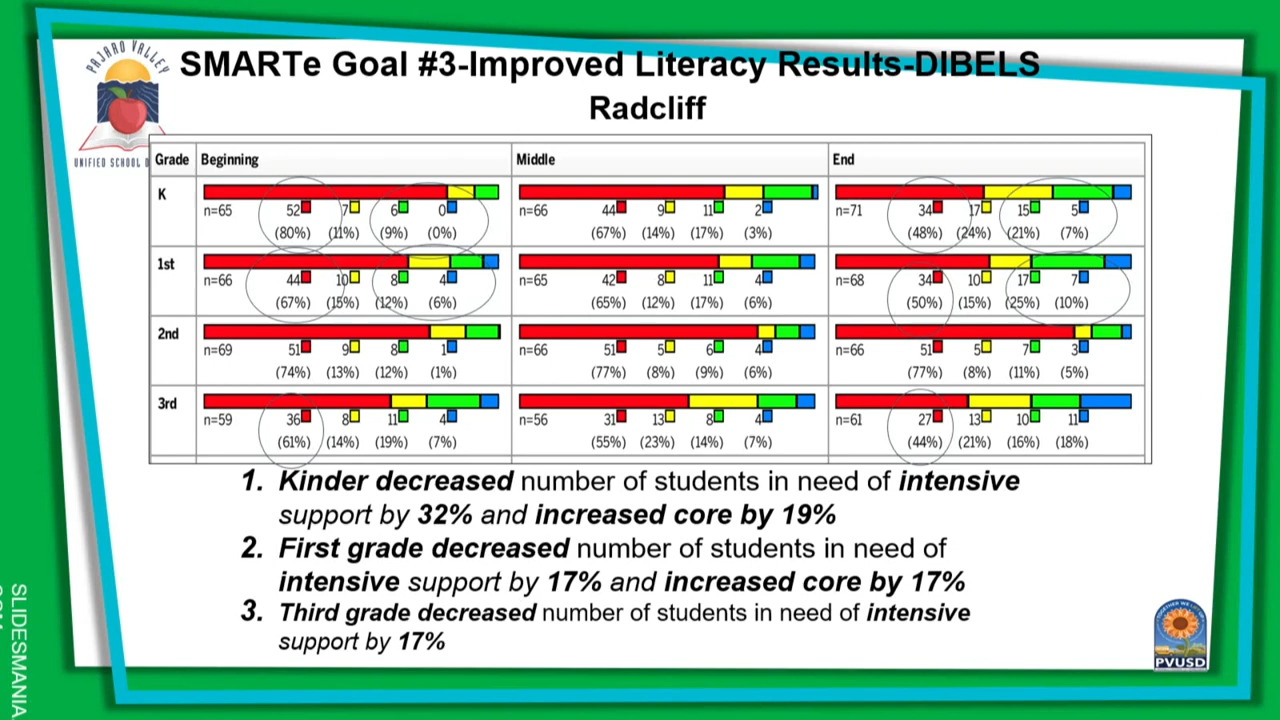 PAJARO VALLEY
UNIFIED SCHOOL D
SMARTe Goal #3-Improved Literacy Results-DIBELS
Radcliff
Grade Beginning Middle End
K
n=65 52 7 6 0 n=66 44 9 11 2 n=71 34 17 15 5
(80%) (11%) (9%) (0%) (67%) (14%) (17%) (3%) (48%) (24%) (21%) (7%)
1st
n=66 44 10 8 4 n=65 42 8 11 4 n=68 34 10 17 7
(67%) (15%) (12%) (6%) (65%) (12%) (17%) (6%) (50%) (15%) (25%) (10%)
2nd
n=69 51 9 8 1 n=66 51 5 6 4 n=66 51 5 7 3
(74%) (13%) (12%) (1%) (77%) (8%) (9%) (6%) (77%) (8%) (11%) (5%)
3rd
n=59 36 8 11 4 n=56 31 13 8 4 n=61 27 13 10 11
(61%) (14%) (19%) (7%) (55%) (23%) (14%) (7%) (44%) (21%) (16%) (18%)
1. Kinder decreased number of students in need of intensive
support by 32% and increased core by 19%
2. First grade decreased number of students in need of
intensive support by 17% and increased core by 17%
3. Third grade decreased number of students in need of intensive
support by 17%
SLIDESMANIA
PVUSD